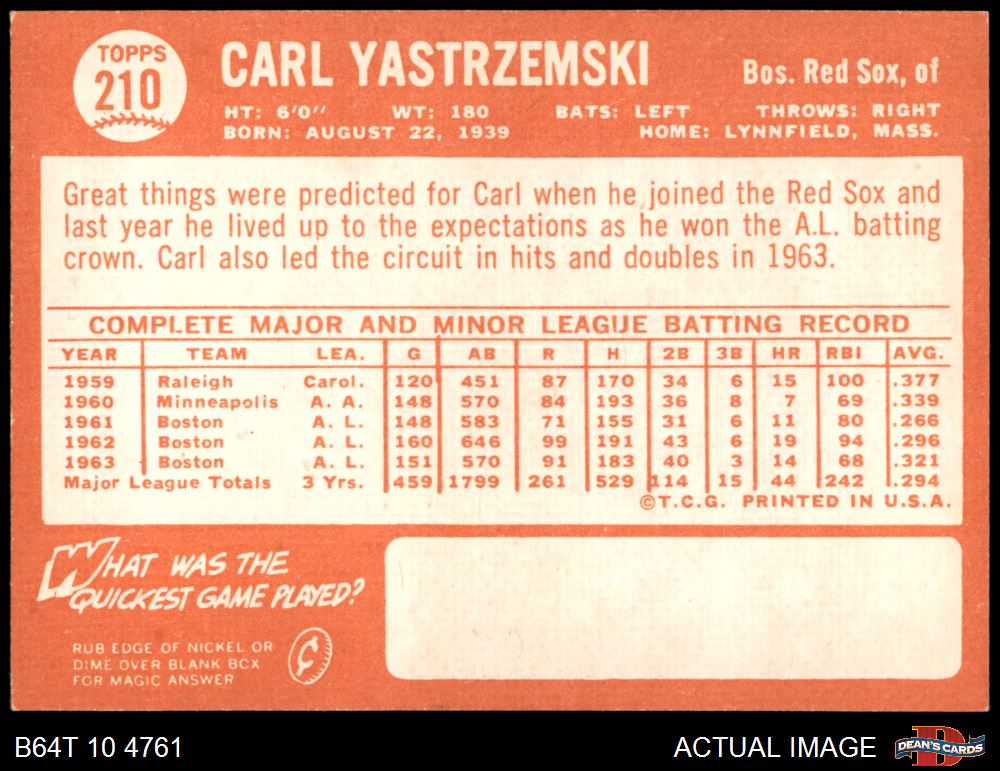 TOPPS
210
CARL YASTRZEMSKI
Bos. Red Sox, of
HT: 6'0" WT: 180 BATS: LEFT THROWS: RIGHT
BORN: AUGUST 22, 1939 HOME: LYNNFIELD, MASS.
Great things were predicted for Carl when he joined the Red Sox and
last year he lived up to the expectations as he won the A.L. batting
crown. Carl also led the circuit in hits and doubles in 1963.
COMPLETE MAJOR AND MINOR LEAGUE BATTING RECORD
YEAR TEAM LEA. G AB R H 2B 3B HR RBI AVG.
1959 Raleigh Carol. 120 451 87 170 34 6 15 100 .377
1960 Minneapolis A. A. 148 570 84 193 36 8 7 69 .339
1961 Boston A. L. 148 583 71 155 31 6 11 80 .266
1962 Boston A. L. 160 646 99 191 43 6 19 94 .296
1963 Boston A. L. 151 570 91 183 40 3 14 68 .321
Major League Totals 3 Yrs. 459 1799 261 529 114 15 44 242 .294
©T.C.G. PRINTED IN U.S.A.
WHAT WAS THE
QUICKEST GAME PLAYED?
RUB EDGE OF NICKEL OR
DIME OVER BLANK BOX
FOR MAGIC ANSWER
¢
B64T 10 4761
ACTUAL IMAGE
D
DEAN'S CARDS